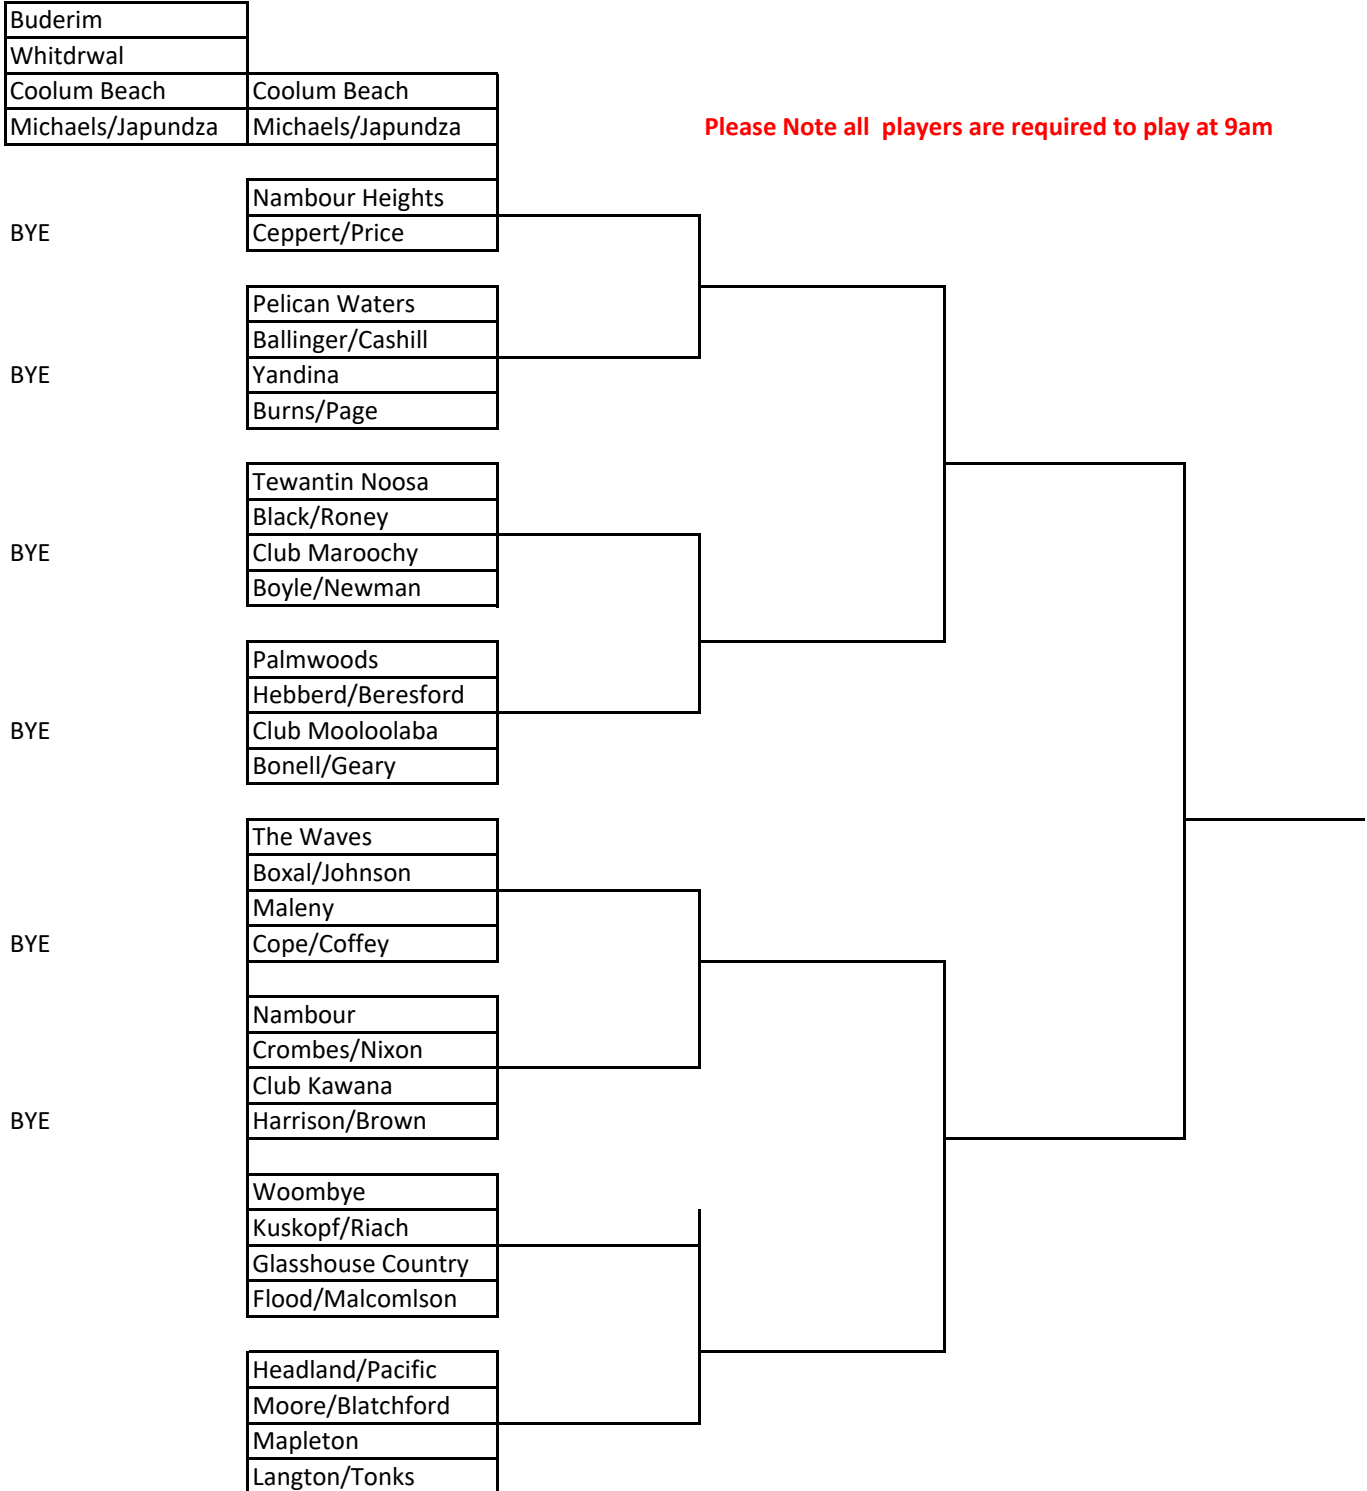 Buderim
Whitdrwal
Coolum Beach Coolum Beach
Michaels/Japundza Michaels/Japundza Please Note all players are required to play at 9am
Nambour Heights
BYE Ceppert/Price
Pelican Waters
Ballinger/Cashill
BYE Yandina
Burns/Page
Tewantin Noosa
Black/Roney
BYE Club Maroochy
Boyle/Newman
Palmwoods
Hebberd/Beresford
BYE Club Mooloolaba
Bonell/Geary
The Waves
Boxal/Johnson
Maleny
BYE Cope/Coffey
Nambour
Crombes/Nixon
Club Kawana
BYE Harrison/Brown
Woombye
Kuskopf/Riach
Glasshouse Country
Flood/Malcomlson
Headland/Pacific
Moore/Blatchford
Mapleton
Langton/Tonks